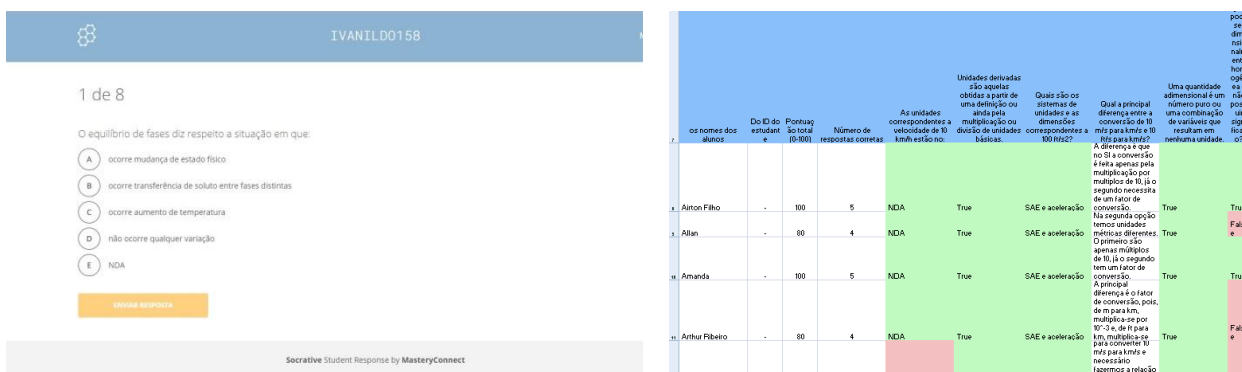 IVANILDO158
1 de 8
O equilíbrio de fases diz respeito a situação em que:
A ocorre mudança de estado físico
B ocorre transferência de soluto entre fases distintas
C ocorre aumento de temperatura
D não ocorre qualquer variação
E NDA
ENVIAR RESPOSTA
Socrative Student Response by MasteryConnect
os nomes dos
alunos
Do ID do
estudant
e
Pontuaç
ão total
(0-100)
Número de
respostas corretas
As unidades
correspondentes a
velocidade de 10
km/h estão no:
Unidades derivadas
são aquelas
obtidas a partir de
uma definição ou
ainda pela
multiplicação ou
divisão de unidades
básicas.
Quais são os
sistemas de
unidades e as
dimensões
correspondentes a
100 ft/s2?
Qual a principal
diferença entre a
conversão de 10
m/s para km/s e 10
ft/s para km/s?
Uma quantidade
adimensional é um
número puro ou
uma combinação
de variáveis que
resultam em
nenhuma unidade.
Airton Filho - 100 5 NDA True SAE e aceleração
A diferença é que
no SI a conversão
é feita apenas pela
multiplicação por
multiplos de 10, já o
segundo necessita
de um fator de
conversão.
True
Allan - 80 4 NDA True SAE e aceleração
Na segunda opção
temos unidades
métricas diferentes.
True
Fals
e
Amanda - 100 5 NDA True SAE e aceleração
O primeiro são
apenas múltiplos
de 10, já o segundo
tem um fator de
conversão.
True
Arthur Ribeiro - 80 4 NDA True SAE e aceleração
A principal
diferença é o fator
de conversão, pois,
de m para km,
multiplica-se por
10^-3 e, de ft para
km, multiplica-se
True
Fals
e
para converter 10
m/s para km/s e
necessário
fazermos a relação